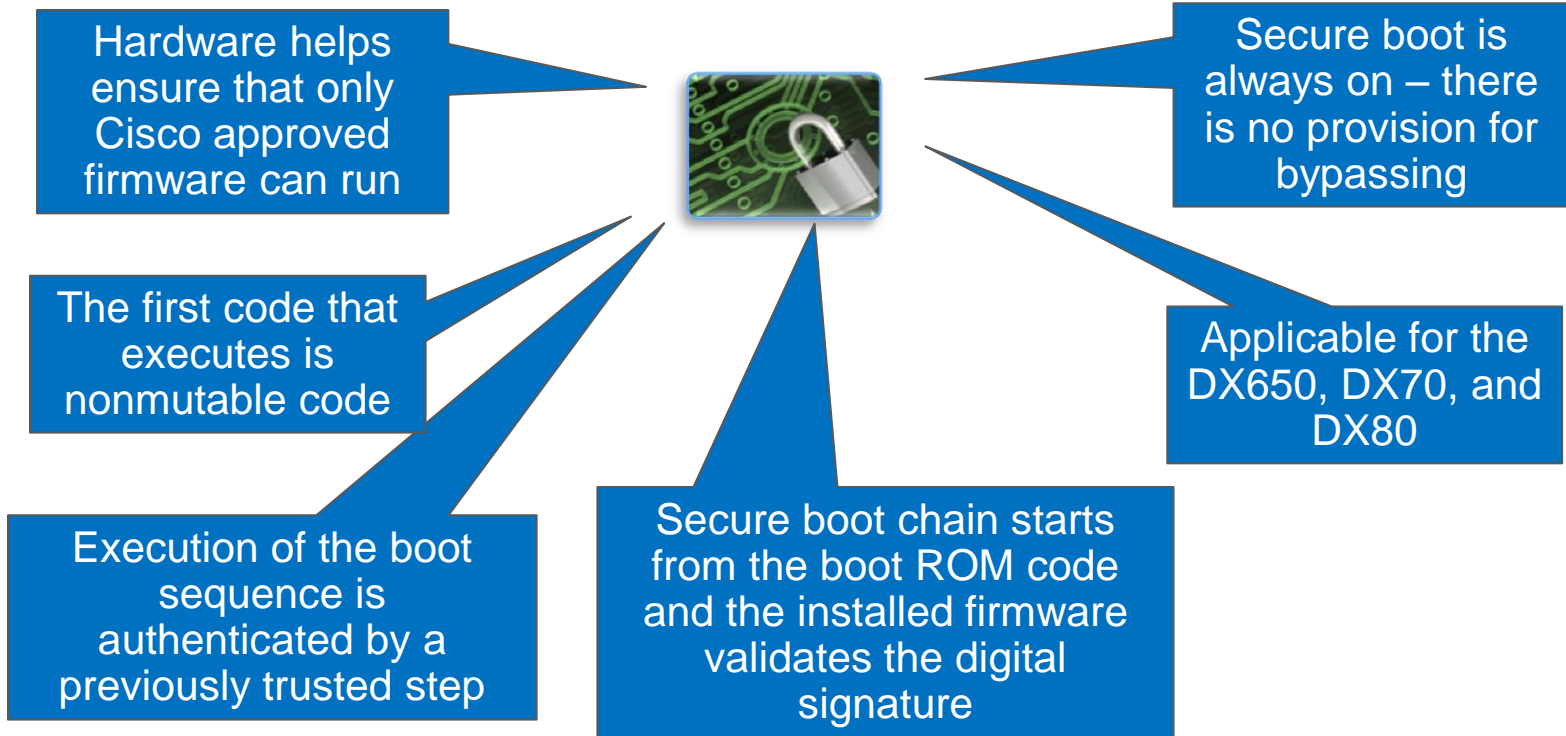 Hardware helps
ensure that only
Cisco approved
firmware can run
Secure boot is
always on – there
is no provision for
bypassing
The first code that
executes is
nonmutable code
Applicable for the
DX650, DX70, and
DX80
Execution of the boot
sequence is
authenticated by a
previously trusted step
Secure boot chain starts
from the boot ROM code
and the installed firmware
validates the digital
signature